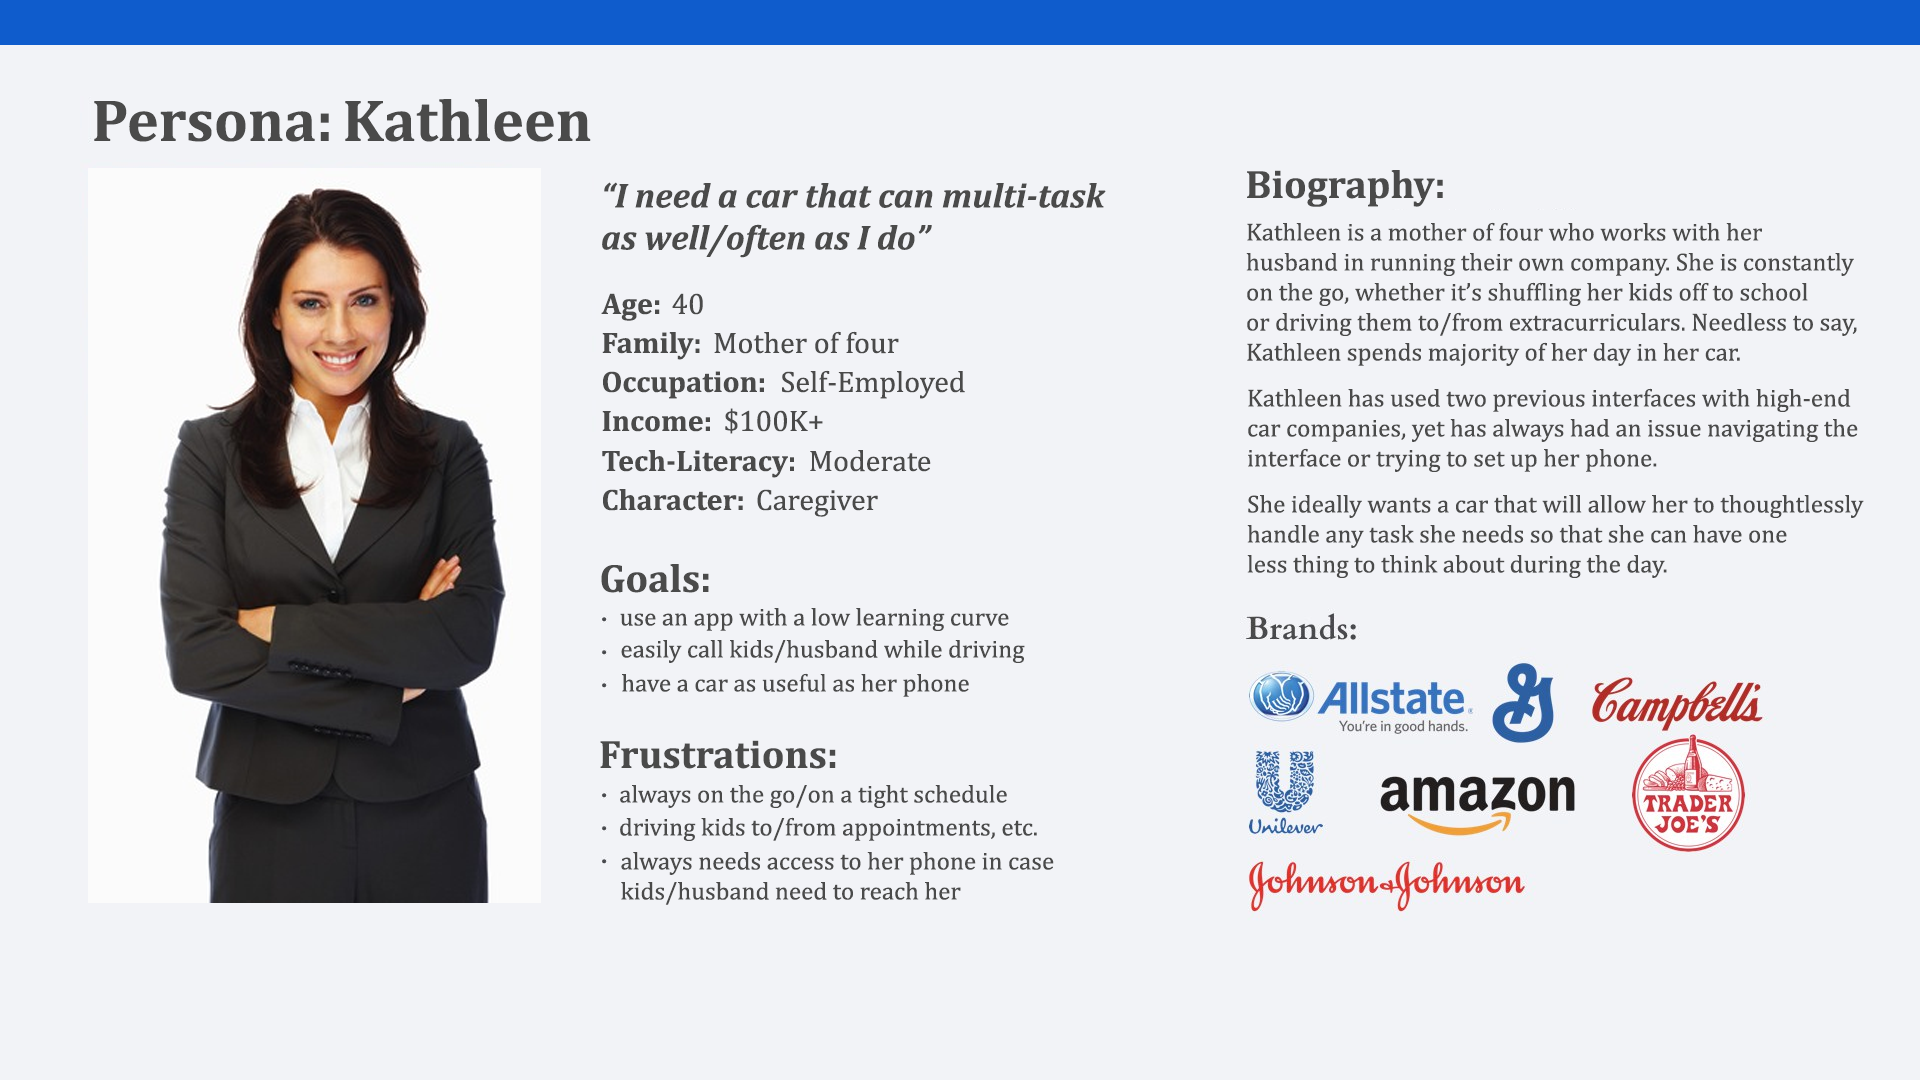 Persona: Kathleen
“I need a car that can multi-task
as well/often as I do”
Age: 40
Family: Mother of four
Occupation: Self-Employed
Income: $100K+
Tech-Literacy: Moderate
Character: Caregiver
Goals:
· use an app with a low learning curve
· easily call kids/husband while driving
· have a car as useful as her phone
Frustrations:
· always on the go/on a tight schedule
· driving kids to/from appointments, etc.
· always needs access to her phone in case
kids/husband need to reach her
Biography:
Kathleen is a mother of four who works with her
husband in running their own company. She is constantly
on the go, whether it’s shuffling her kids off to school
or driving them to/from extracurriculars. Needless to say,
Kathleen spends majority of her day in her car.
Kathleen has used two previous interfaces with high-end
car companies, yet has always had an issue navigating the
interface or trying to set up her phone.
She ideally wants a car that will allow her to thoughtlessly
handle any task she needs so that she can have one
less thing to think about during the day.
Brands:
Allstate®
You’re in good hands.
G
Campbell's
U
Unilever
amazon
TRADER
JOE'S
Johnson & Johnson